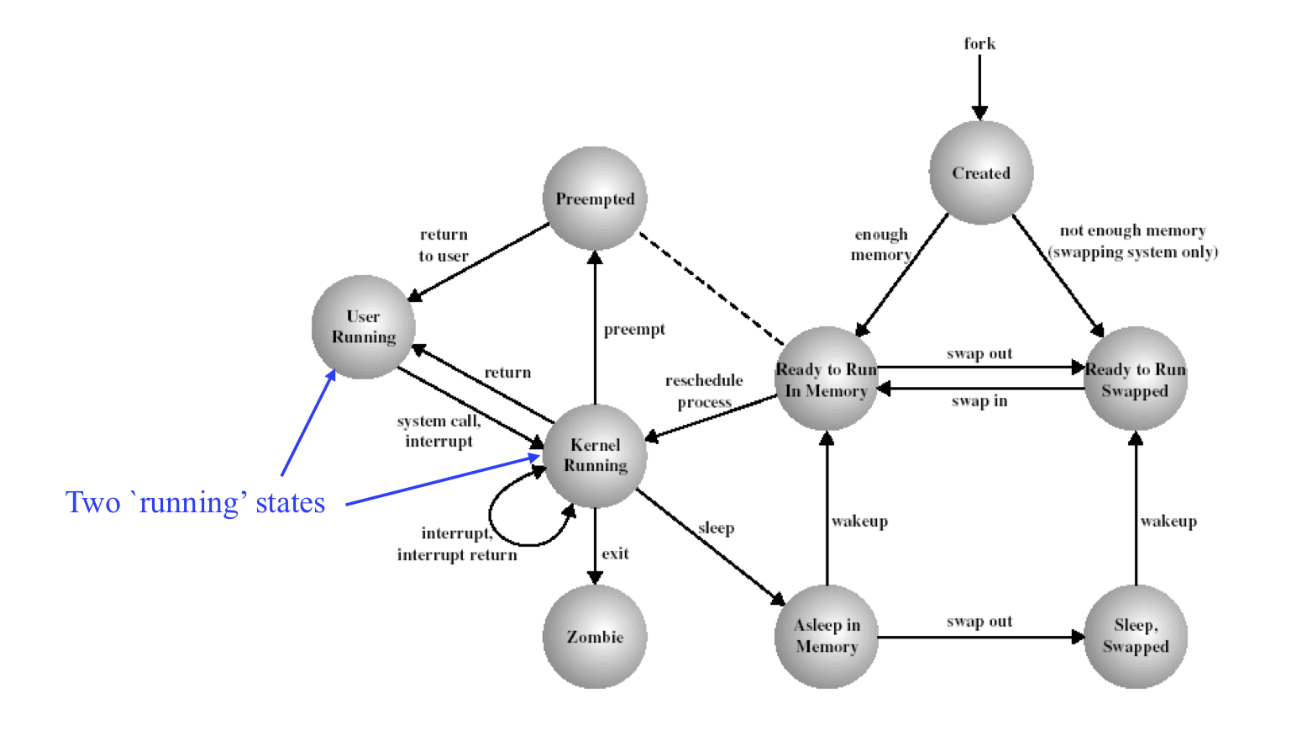 fork
Created
Preempted
return
to user
enough
memory
not enough memory
(swapping system only)
User
Running
preempt
return
swap out
Ready to Run
In Memory
Ready to Run
Swapped
reschedule
process
swap in
system call,
interrupt
Kernel
Running
Two `running’ states
interrupt,
interrupt return
sleep
wakeup
wakeup
exit
Zombie
Asleep in
Memory
swap out
Sleep,
Swapped